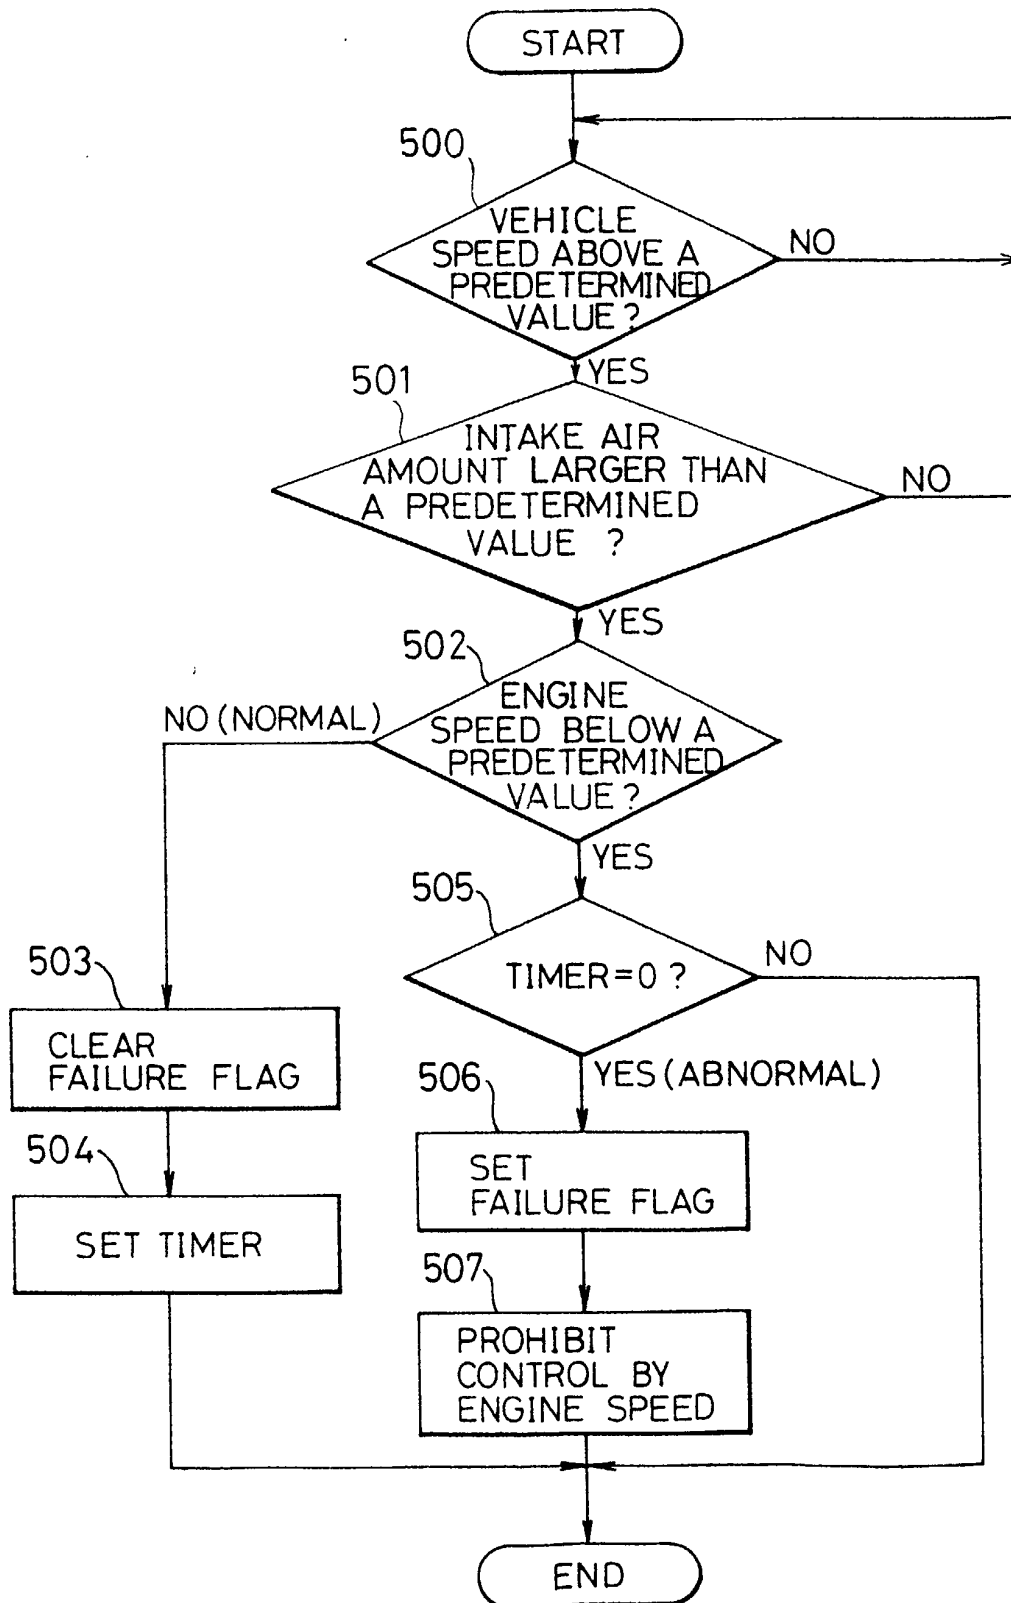 START
500
VEHICLE
SPEED ABOVE A
PREDETERMINED
VALUE?
NO
YES
501
INTAKE AIR
AMOUNT LARGER THAN
A PREDETERMINED
VALUE ?
NO
YES
502
ENGINE
SPEED BELOW A
PREDETERMINED
VALUE?
NO (NORMAL)
YES
505
TIMER=0 ?
NO
YES (ABNORMAL)
503
CLEAR
FAILURE FLAG
504
SET TIMER
506
SET
FAILURE FLAG
507
PROHIBIT
CONTROL BY
ENGINE SPEED
END